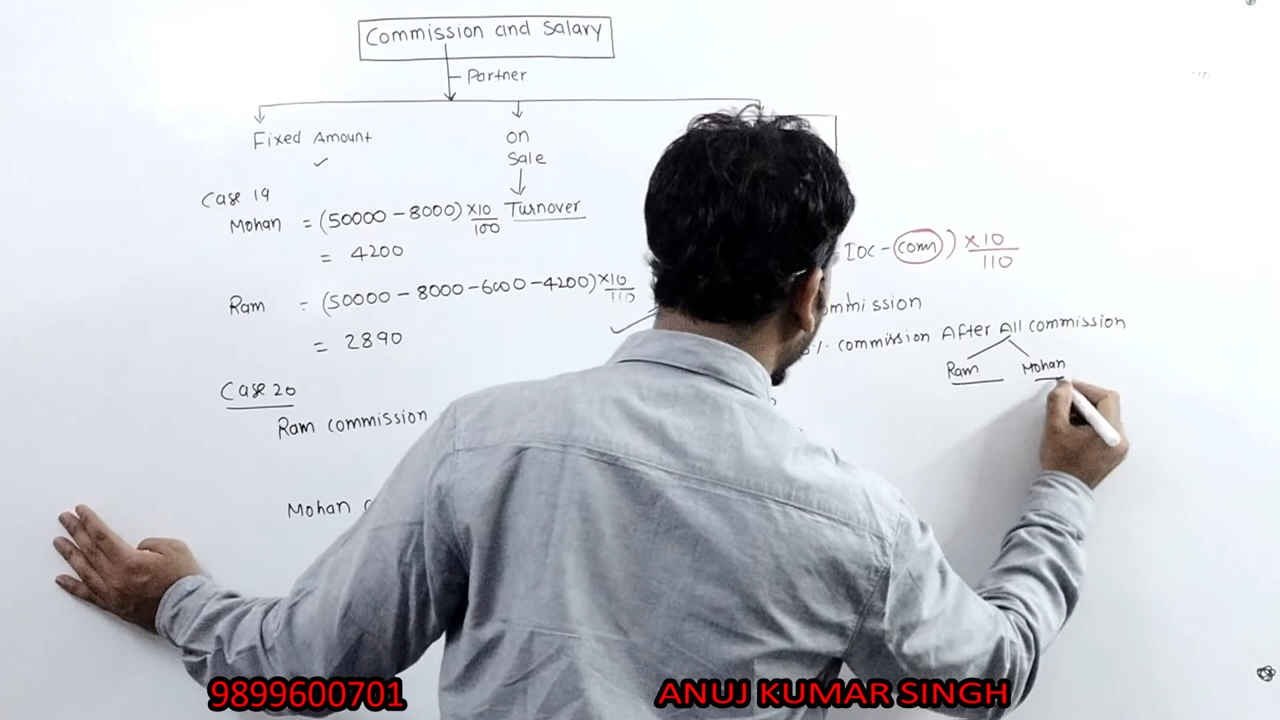 Commission and Salary
Partner
Fixed Amount
on
Sale
Case 19
Mohan = (50000 - 8000) × 10/100 Turnover
= 4200
IOC - com) × 10/110
Ram = (50000 - 8000 - 6000 - 4200) × 10/110
= 2890
commission
% commission After All commission
Ram Mohan
Case 20
Ram commission
Mohan
9899600701
ANUJ KUMAR SINGH